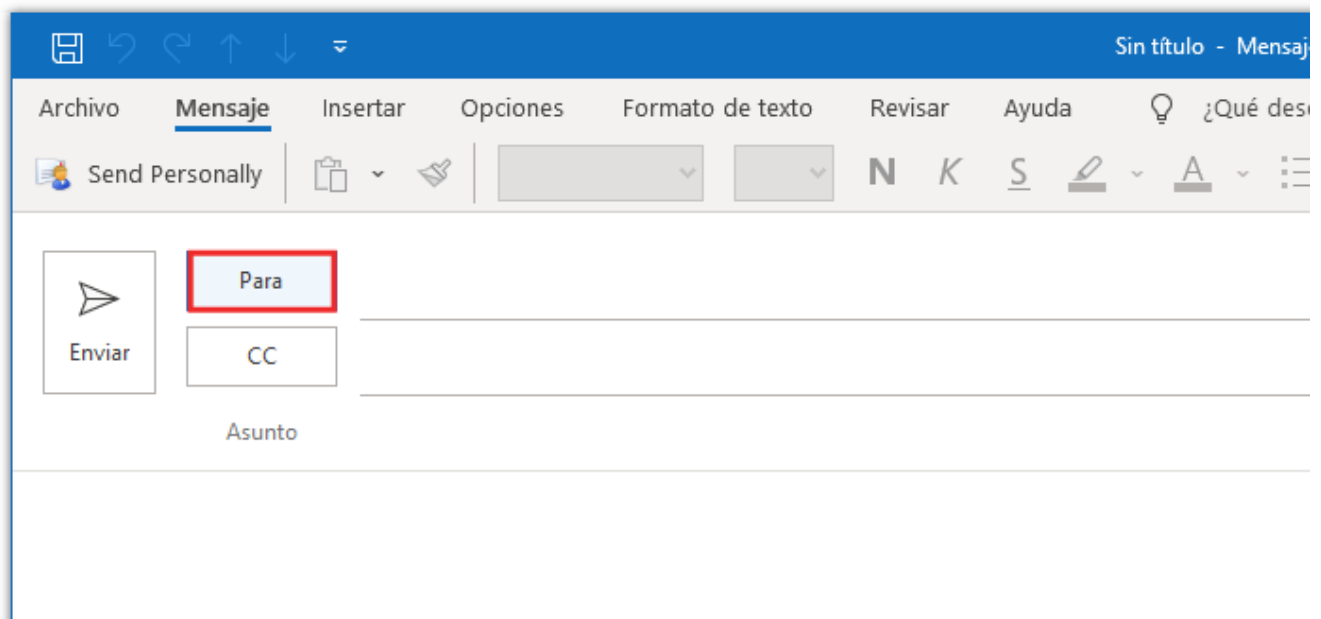 Sin título - Mensaj
Archivo Mensaje Insertar Opciones Formato de texto Revisar Ayuda ¿Qué dese
Send Personally N K S A
Para
Enviar CC
Asunto